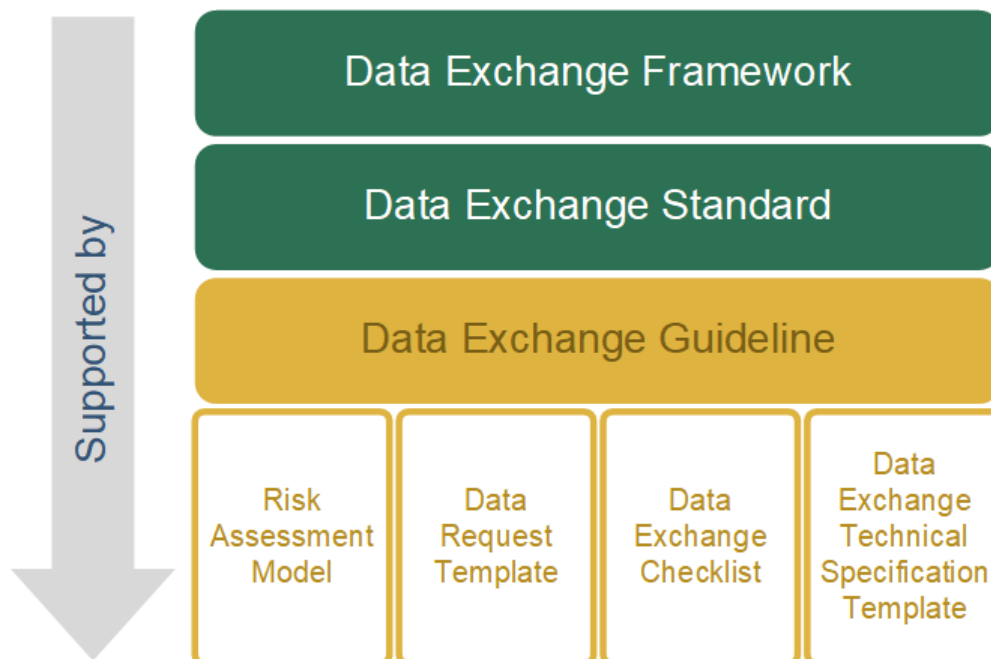 Supported by
Data Exchange Framework
Data Exchange Standard
Data Exchange Guideline
Risk
Assessment
Model
Data
Request
Template
Data
Exchange
Checklist
Data
Exchange
Technical
Specification
Template